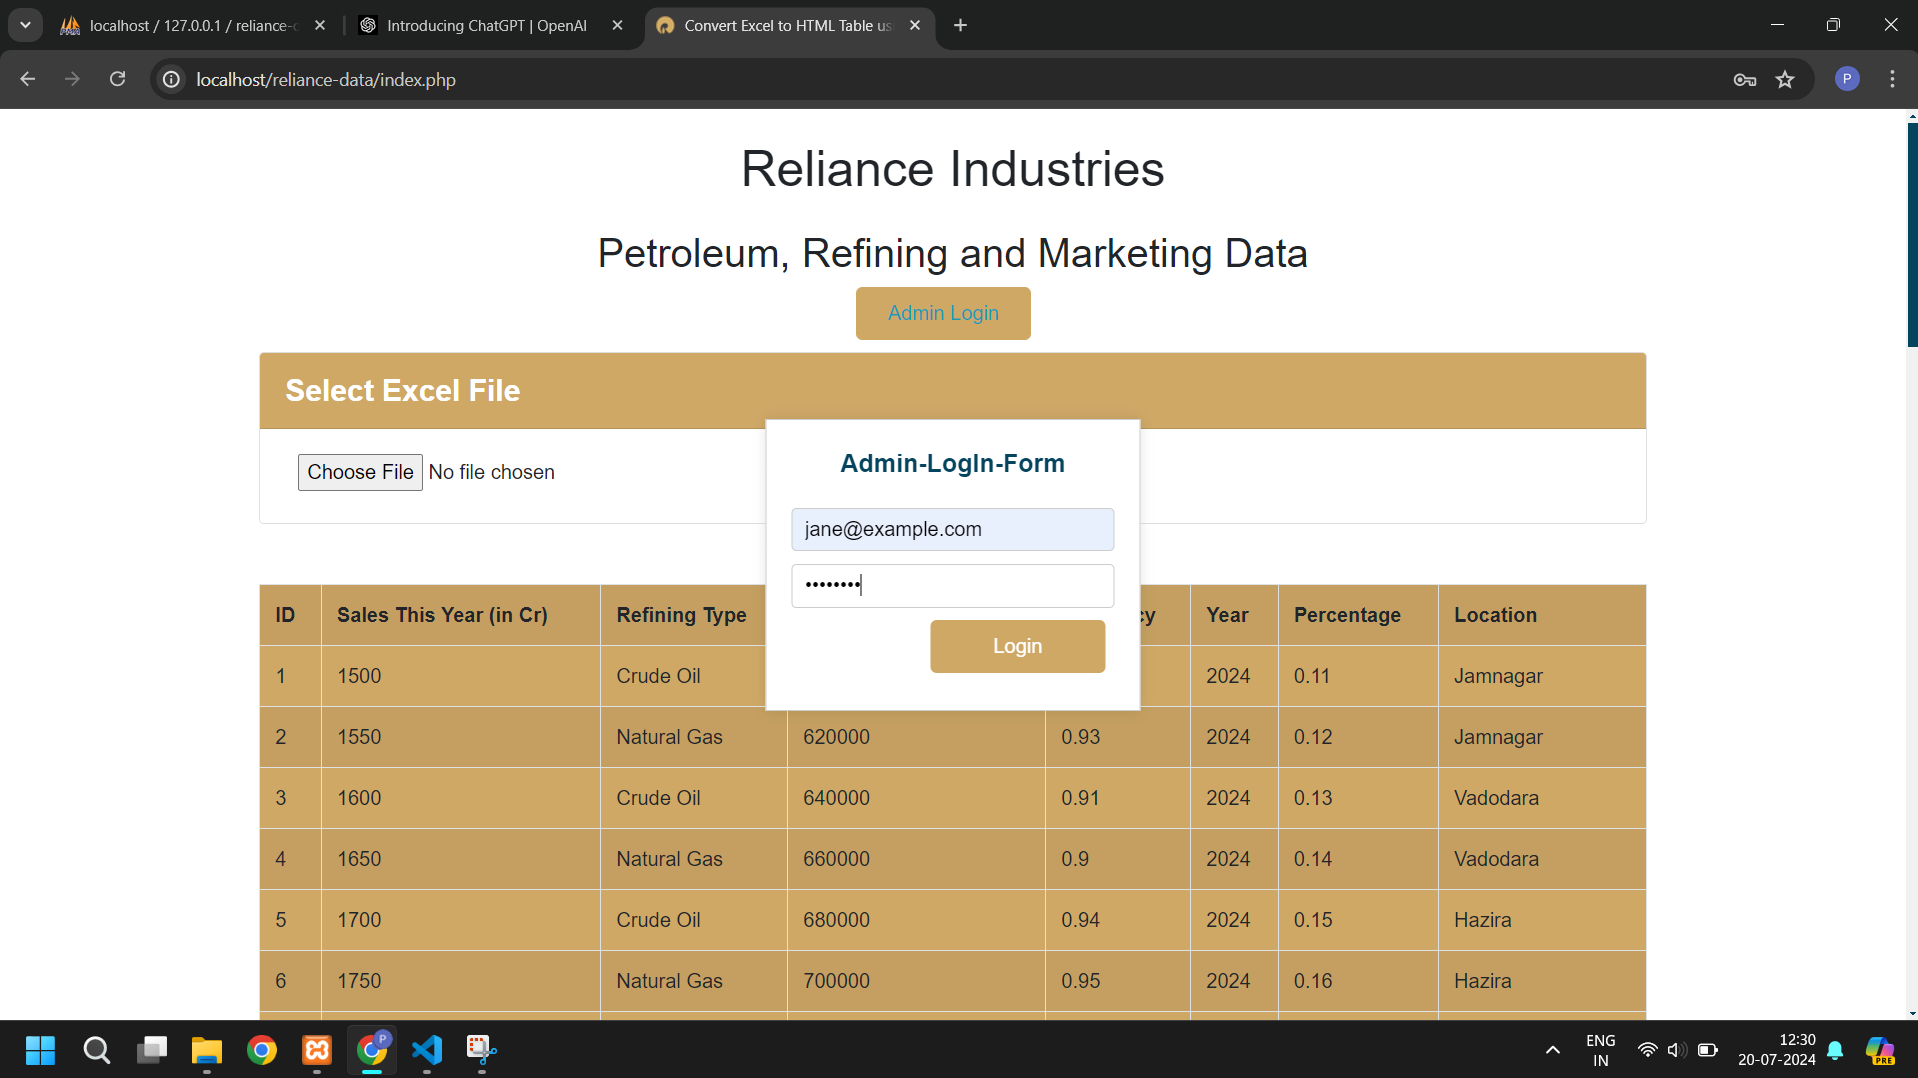 localhost / 127.0.0.1 / reliance-
Introducing ChatGPT | OpenAI
Convert Excel to HTML Table us
localhost/reliance-data/index.php
P
Reliance Industries
Petroleum, Refining and Marketing Data
Admin Login
Select Excel File
Choose File No file chosen
Admin-LogIn-Form
jane@example.com
••••••••
Login
ID Sales This Year (in Cr) Refining Type cy Year Percentage Location
1 1500 Crude Oil 2024 0.11 Jamnagar
2 1550 Natural Gas 620000 0.93 2024 0.12 Jamnagar
3 1600 Crude Oil 640000 0.91 2024 0.13 Vadodara
4 1650 Natural Gas 660000 0.9 2024 0.14 Vadodara
5 1700 Crude Oil 680000 0.94 2024 0.15 Hazira
6 1750 Natural Gas 700000 0.95 2024 0.16 Hazira
P
ENG
IN
12:30
20-07-2024
PRE